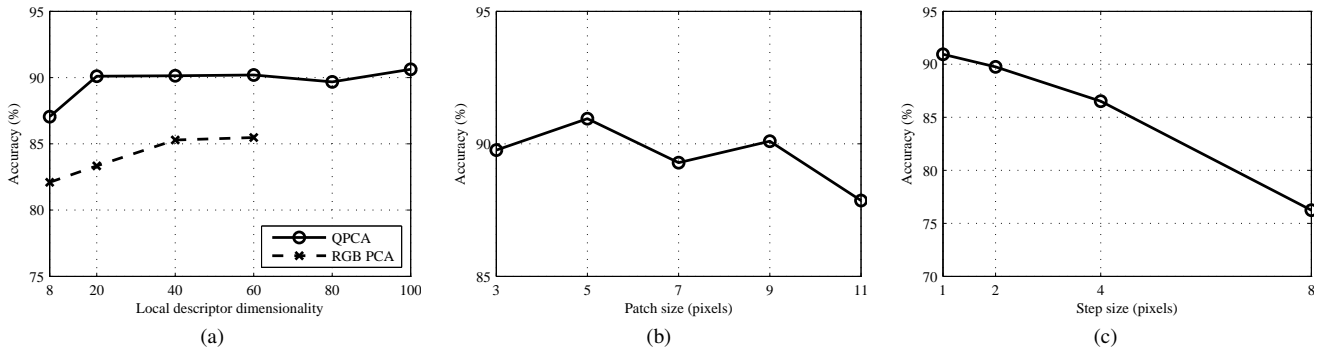 95
90
85
80
75
Accuracy (%)
8 20 40 60 80 100
Local descriptor dimensionality
QPCA
RGB PCA
(a)
95
90
85
Accuracy (%)
3 5 7 9 11
Patch size (pixels)
(b)
95
90
85
80
75
70
Accuracy (%)
1 2 4 8
Step size (pixels)
(c)